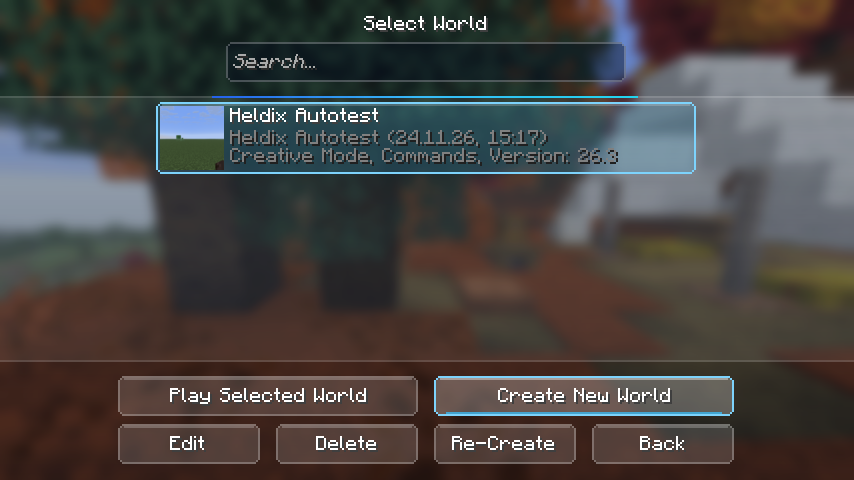 Select World
Search...
Heldix Autotest
Heldix Autotest (24.11.26, 15:17)
Creative Mode, Commands, Version: 26.3
Play Selected World
Create New World
Edit
Delete
Re-Create
Back